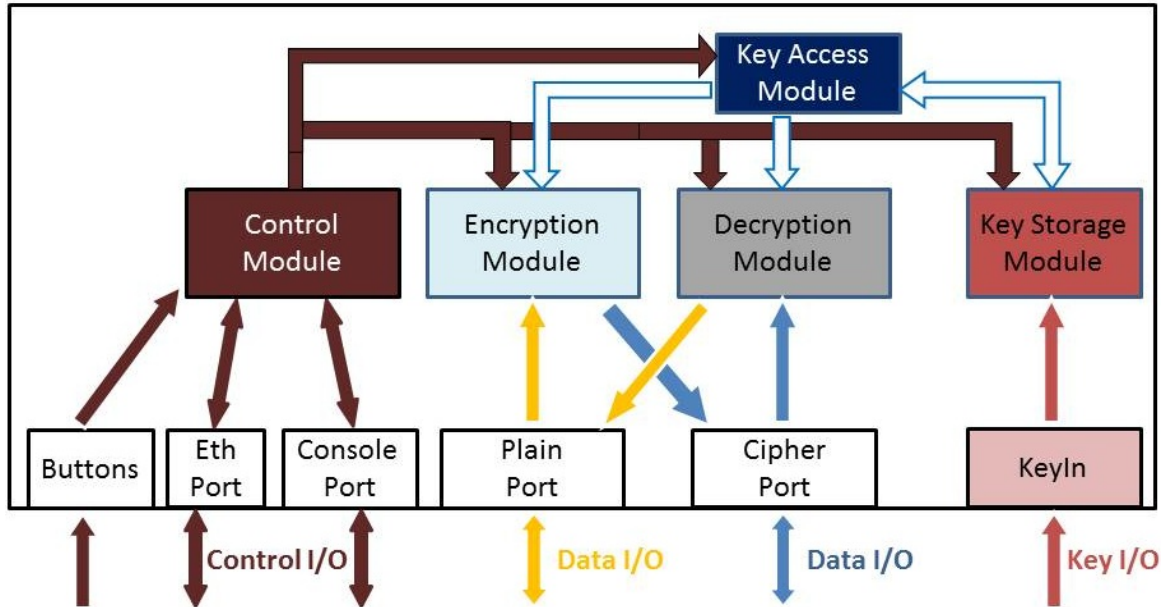 Key Access
Module
Control
Module
Encryption
Module
Decryption
Module
Key Storage
Module
Buttons
Eth
Port
Console
Port
Plain
Port
Cipher
Port
KeyIn
Control I/O
Data I/O
Data I/O
Key I/O